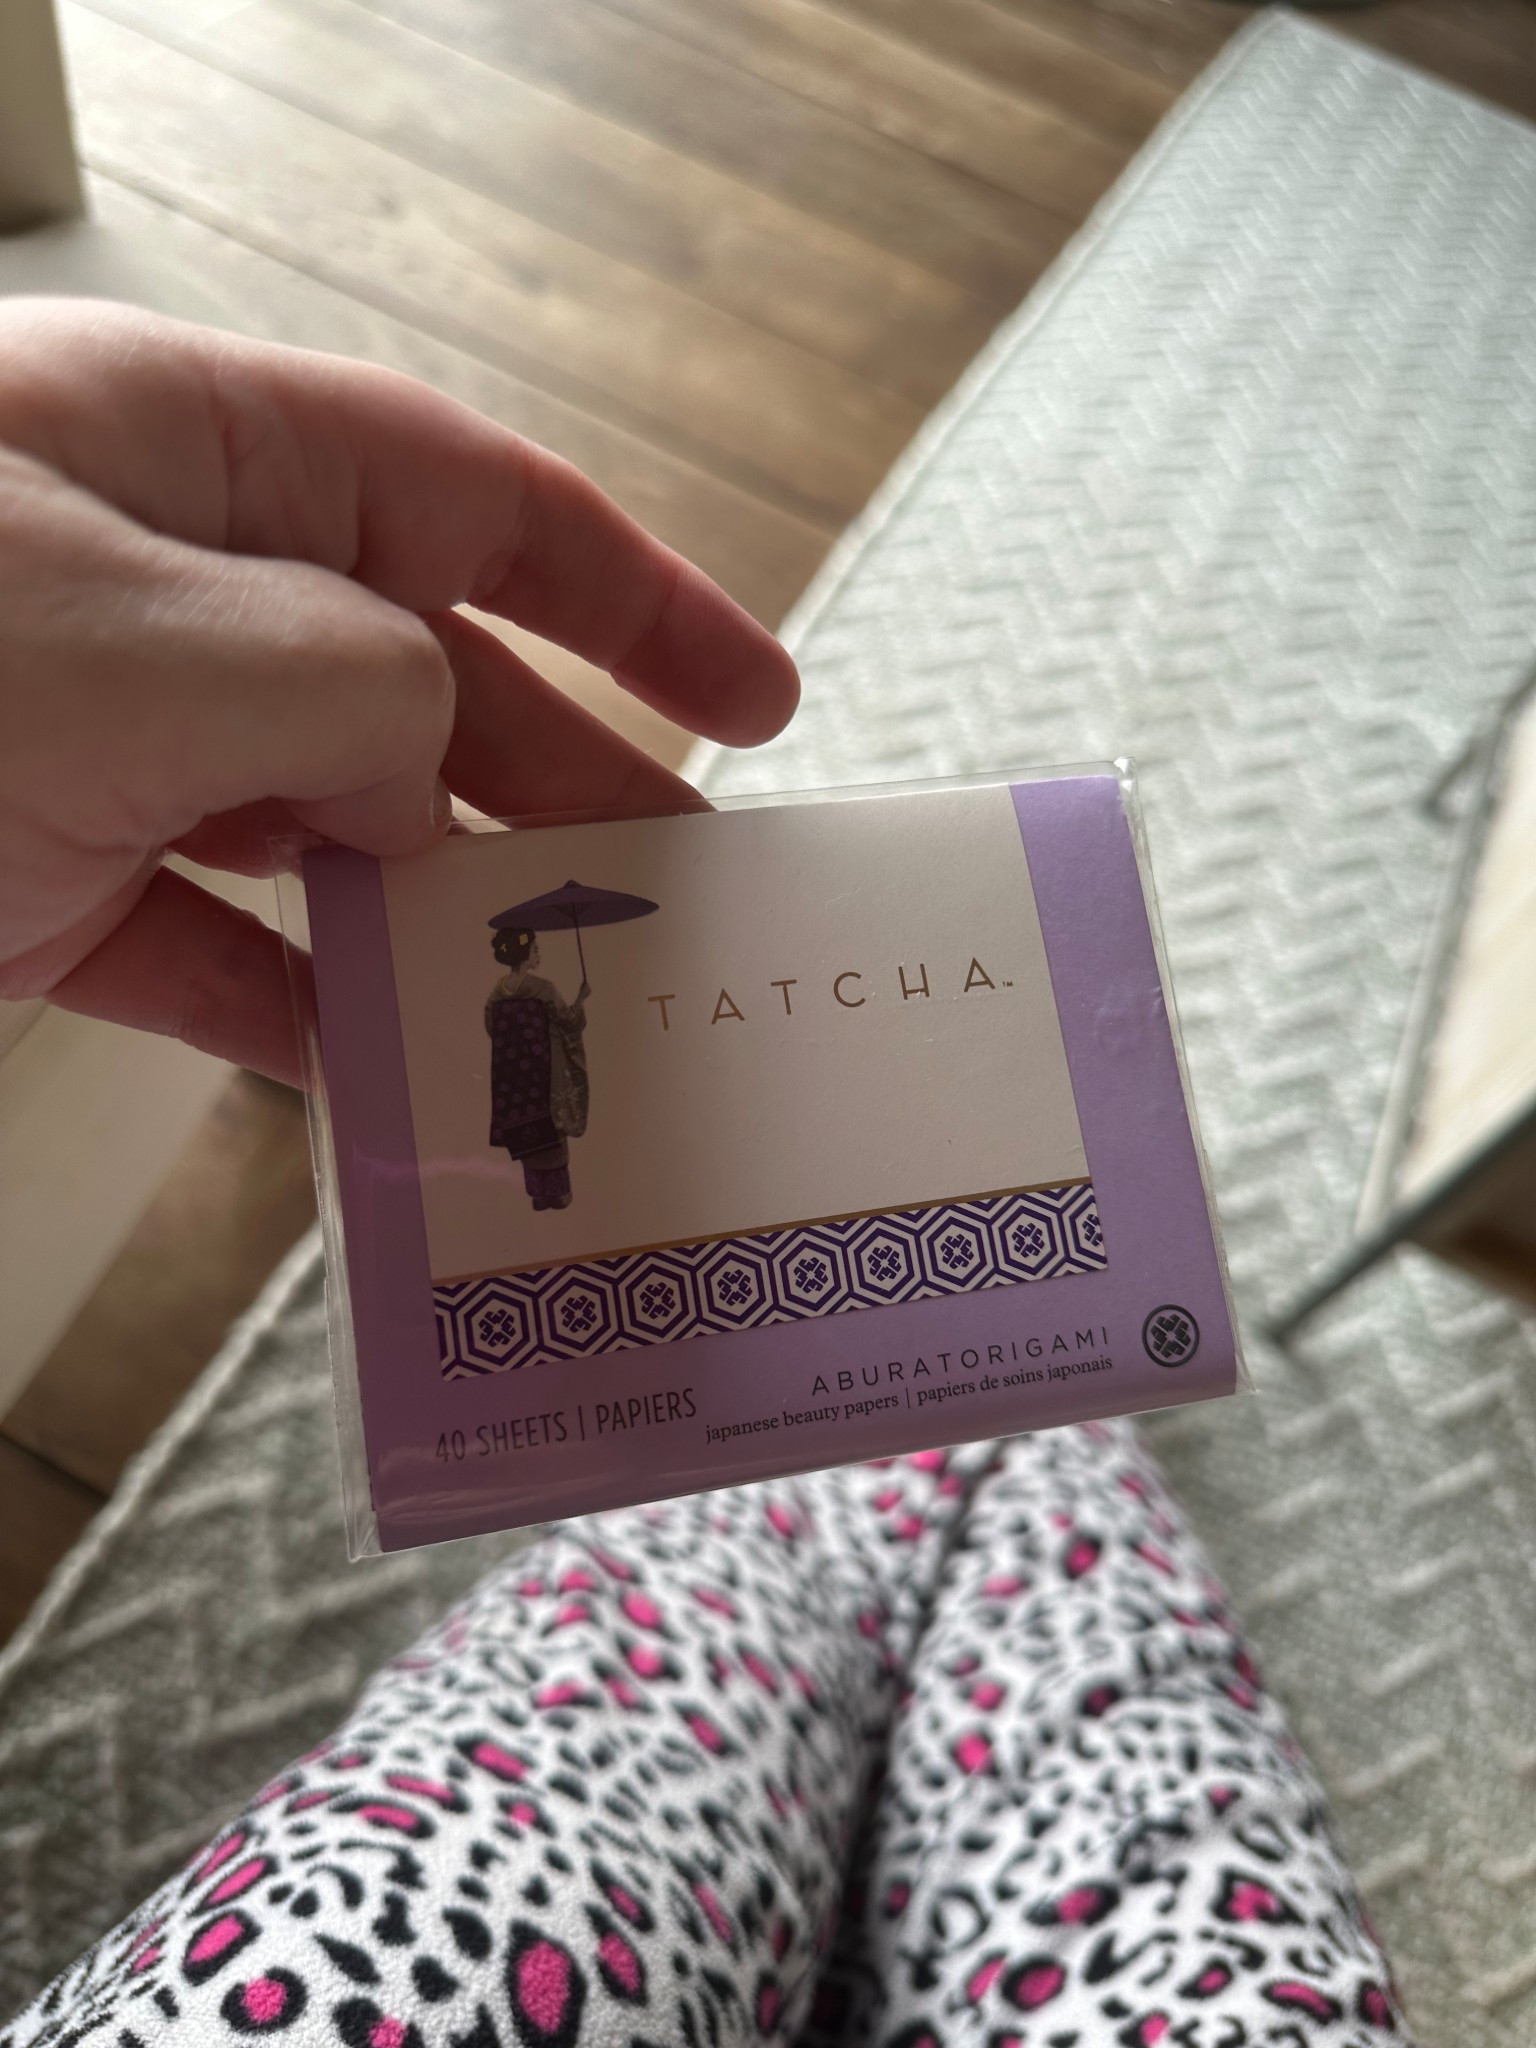 TATCHA™
ABURATORIGAMI
40 SHEETS | PAPIERS
japanese beauty papers | papiers de soins japonais